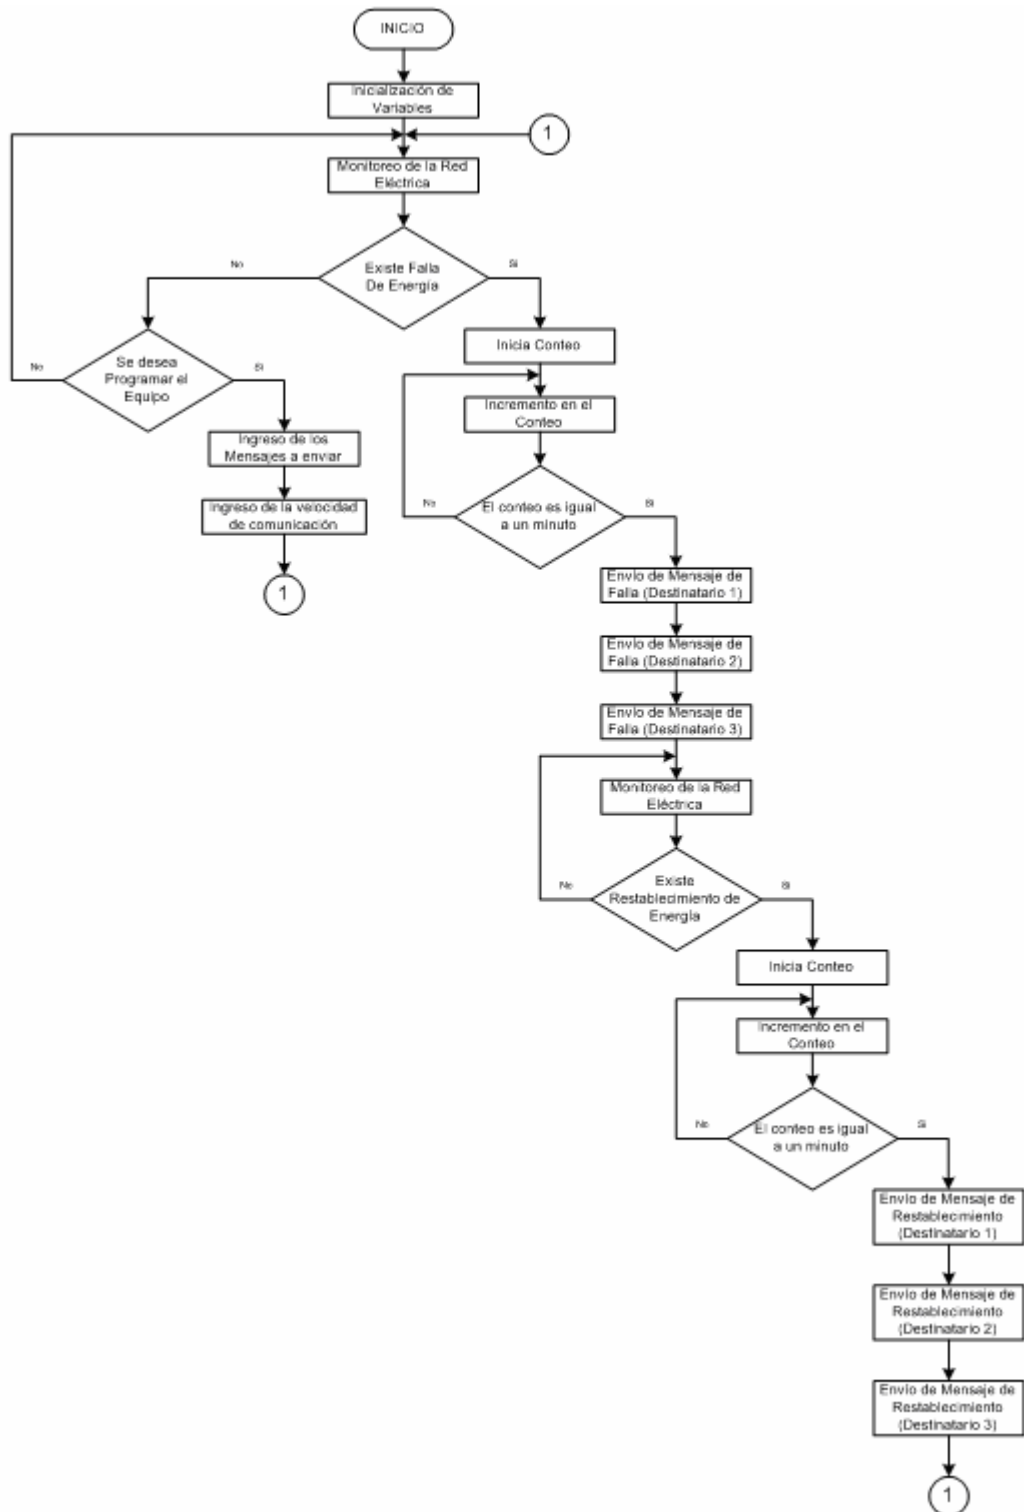 INICIO
Inicialización de
Variables
1
Monitoreo de la Red
Eléctrica
Existe Falla
De Energía
No
Si
Se desea
Programar el
Equipo
No
Si
Ingreso de los
Mensajes a enviar
Ingreso de la velocidad
de comunicación
1
Inicia Conteo
Incremento en el
Conteo
El conteo es igual
a un minuto
No
Si
Envío de Mensaje de
Falla (Destinatario 1)
Envío de Mensaje de
Falla (Destinatario 2)
Envío de Mensaje de
Falla (Destinatario 3)
Monitoreo de la Red
Eléctrica
Existe
Restablecimiento de
Energía
No
Si
Inicia Conteo
Incremento en el
Conteo
El conteo es igual
a un minuto
No
Si
Envío de Mensaje de
Restablecimiento
(Destinatario 1)
Envío de Mensaje de
Restablecimiento
(Destinatario 2)
Envío de Mensaje de
Restablecimiento
(Destinatario 3)
1